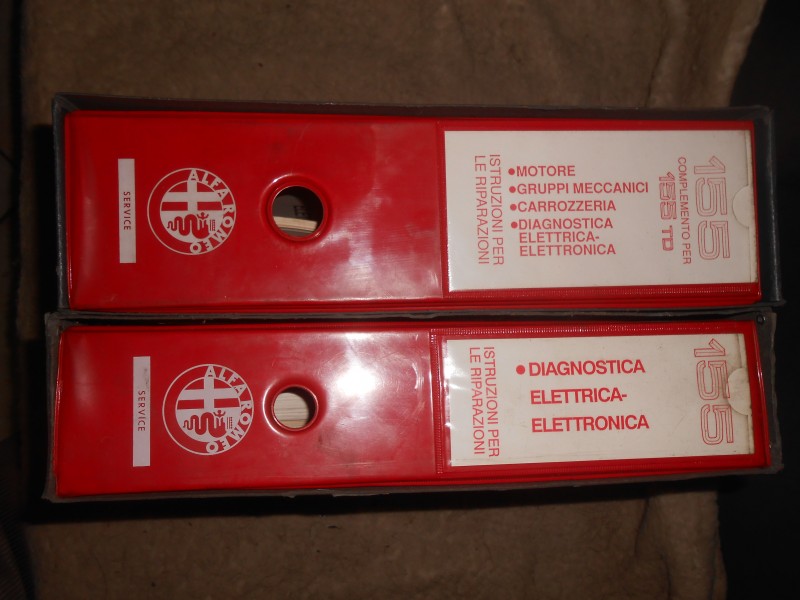 155
COMPLEMENTO PER
155 TD
• MOTORE
• GRUPPI MECCANICI
• CARROZZERIA
• DIAGNOSTICA
ELETTRICA-
ELETTRONICA
ISTRUZIONI PER
LE RIPARAZIONI
ALFA ROMEO
SERVICE
155
• DIAGNOSTICA
ELETTRICA-
ELETTRONICA
ISTRUZIONI PER
LE RIPARAZIONI
ALFA ROMEO
SERVICE